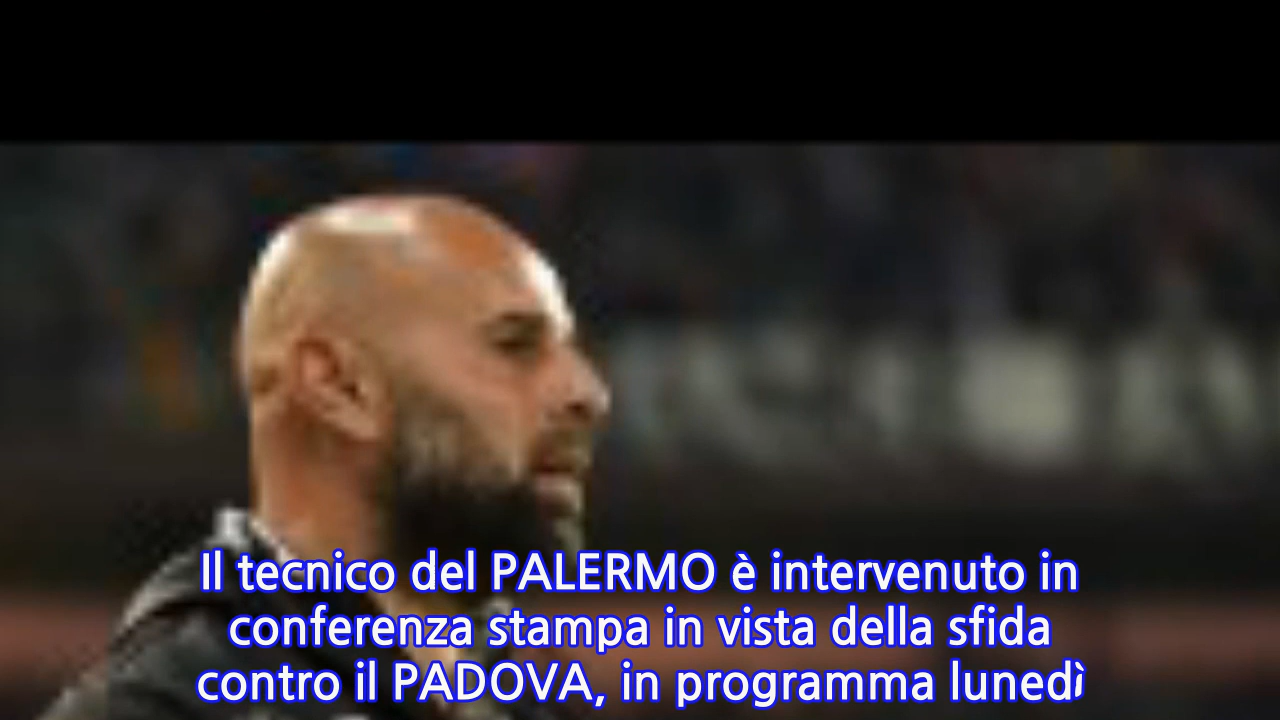 Il tecnico del PALERMO è intervenuto in
conferenza stampa in vista della sfida
contro il PADOVA, in programma lunedì